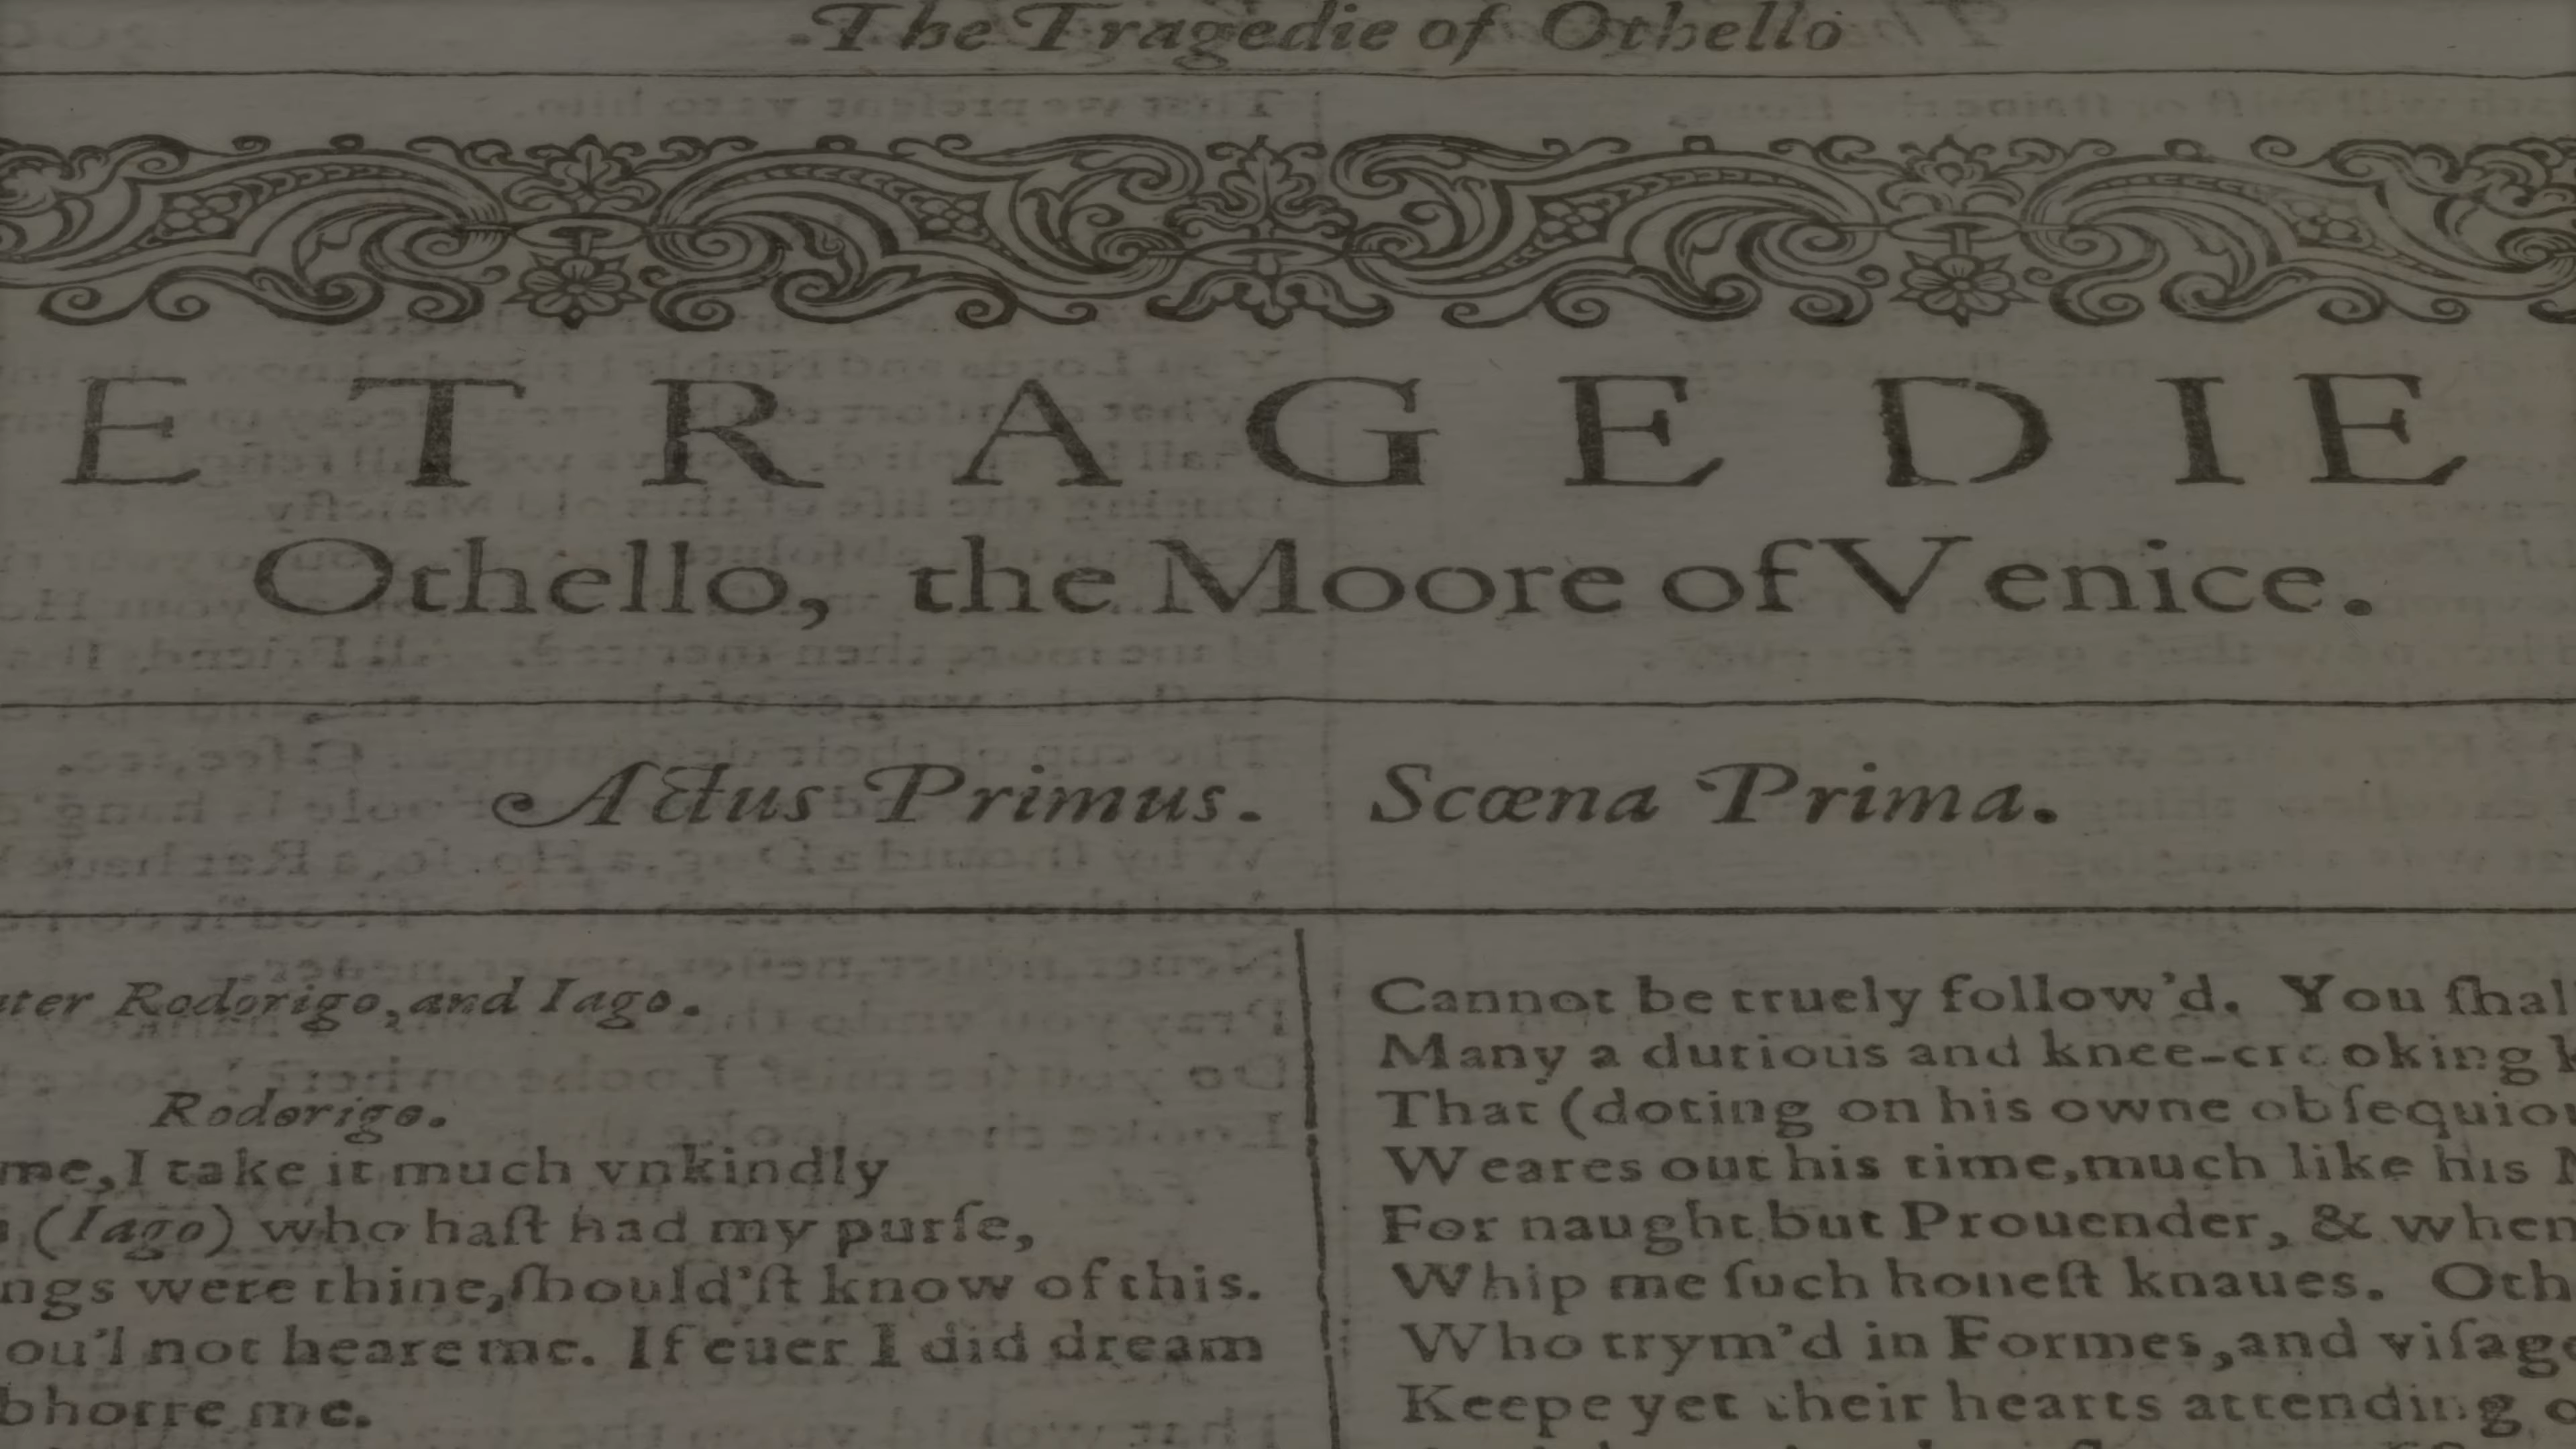 The Tragedie of Othello
E TRAGEDIE
Othello, the Moore of Venice.
Actus Primus. Scœna Prima.
ter Rodorigo, and Iago.
Rodorigo.
me, I take it much vnkindly
(Iago) who haſt had my purſe,
ngs were thine, ſhould'ſt know of this.
ou'l not heare me. If euer I did dream
bhorre me.
Cannot be truely follow'd. You ſhal
Many a dutious and knee-crooking k
That (doting on his owne obſequiou
Weares out his time, much like his M
For naught but Prouender, & when
Whip me ſuch honeſt knaues. Oth
Who trym'd in Formes, and viſage
Keepe yet their hearts attending o